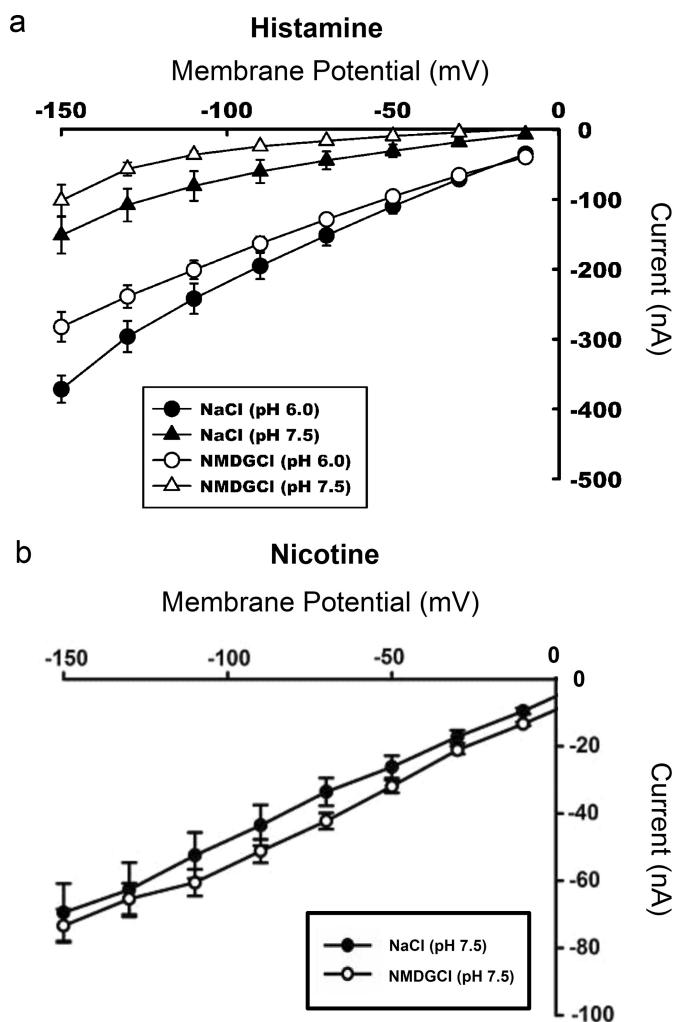 a
Histamine
Membrane Potential (mV)
-150 -100 -50 0
0
-100
-200
-300
-400
-500
Current (nA)
NaCl (pH 6.0)
NaCl (pH 7.5)
NMDGCl (pH 6.0)
NMDGCl (pH 7.5)
b
Nicotine
Membrane Potential (mV)
-150 -100 -50 0
0
-20
-40
-60
-80
-100
Current (nA)
NaCl (pH 7.5)
NMDGCl (pH 7.5)